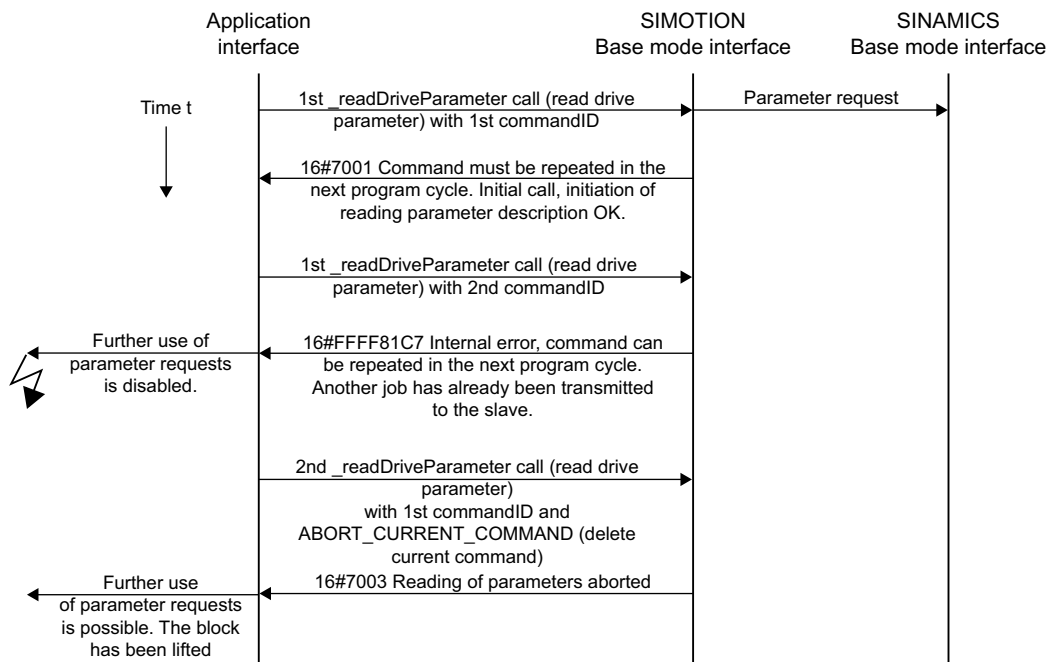 Application
interface
SIMOTION
Base mode interface
SINAMICS
Base mode interface
Time t
1st _readDriveParameter call (read drive
parameter) with 1st commandID
Parameter request
16#7001 Command must be repeated in the
next program cycle. Initial call, initiation of
reading parameter description OK.
1st _readDriveParameter call (read drive
parameter) with 2nd commandID
Further use of
parameter requests
is disabled.
16#FFFF81C7 Internal error, command can
be repeated in the next program cycle.
Another job has already been transmitted
to the slave.
2nd _readDriveParameter call (read drive
parameter)
with 1st commandID and
ABORT_CURRENT_COMMAND (delete
current command)
16#7003 Reading of parameters aborted
Further use
of parameter requests
is possible. The block
has been lifted